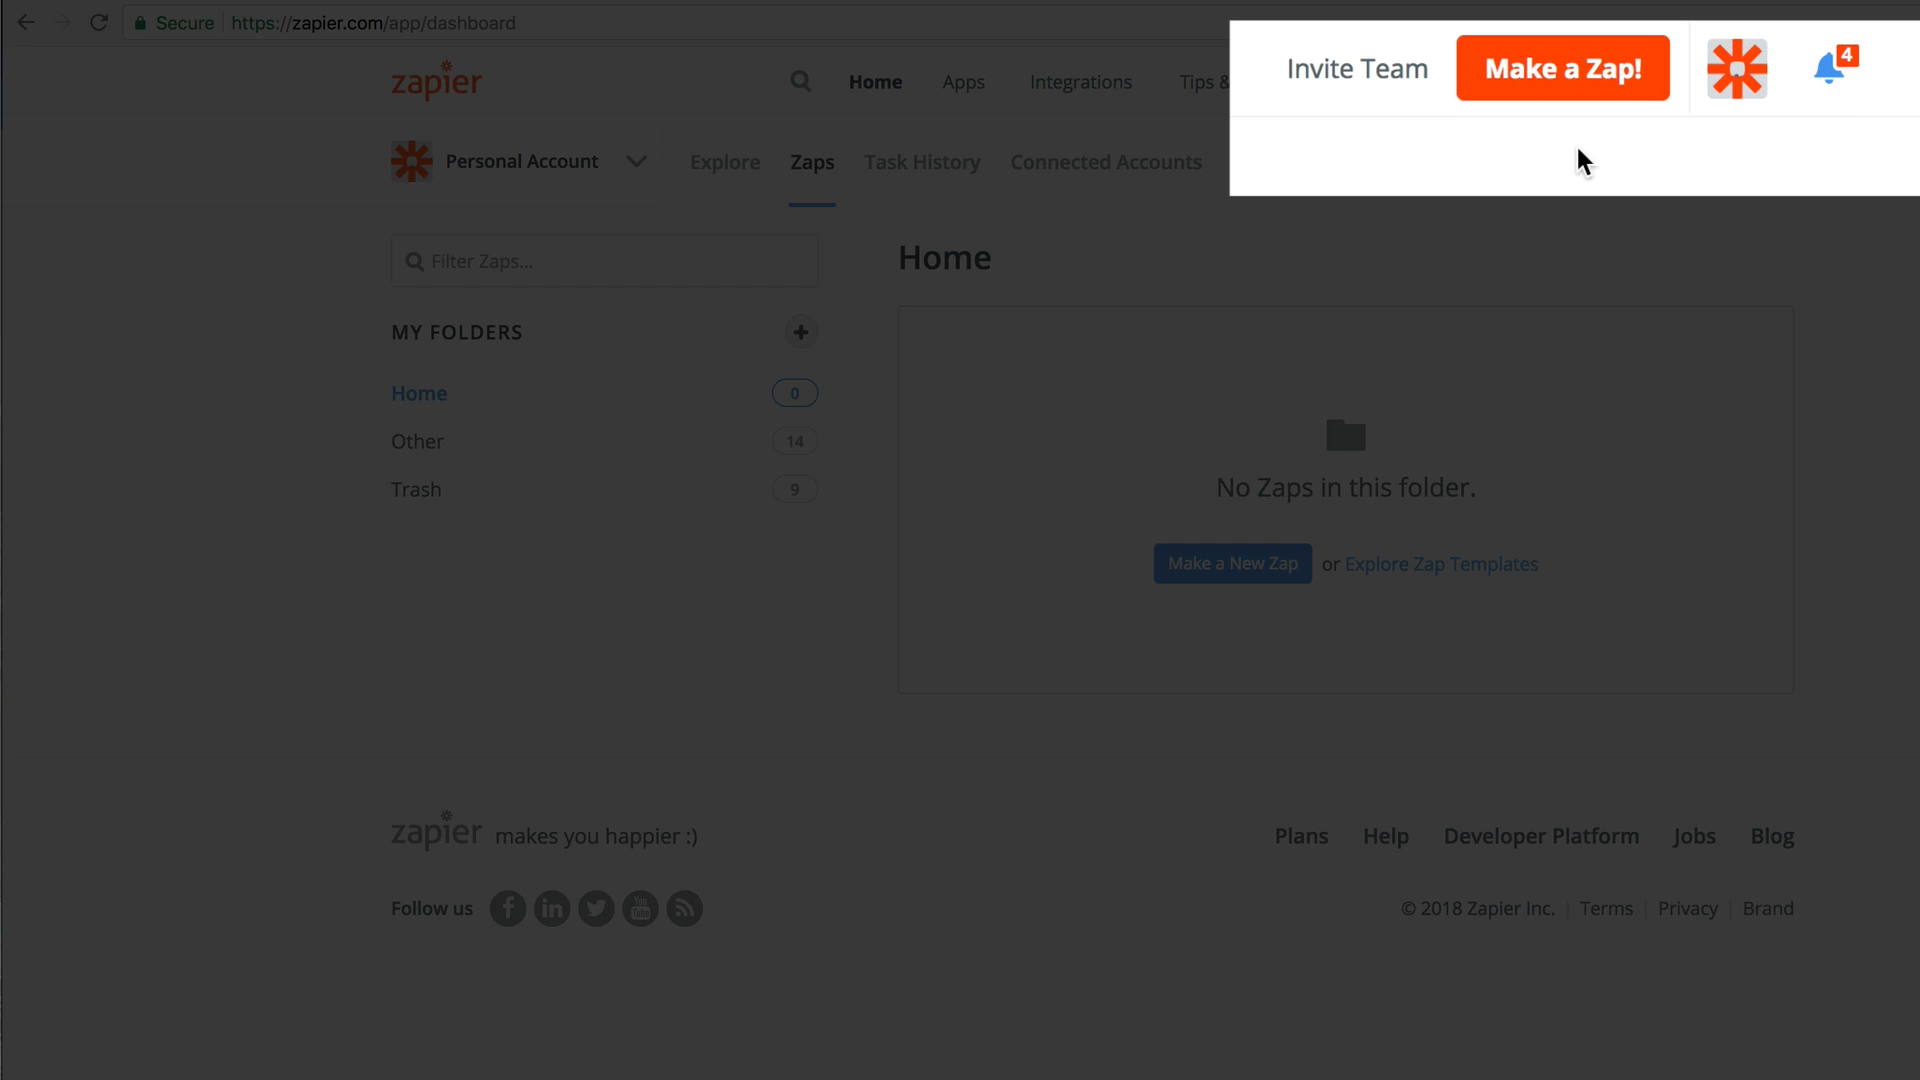 Secure https://zapier.com/app/dashboard
zapier Home Apps Integrations Tips & Invite Team Make a Zap! 4
Personal Account Explore Zaps Task History Connected Accounts
Filter Zaps...
Home
MY FOLDERS
Home 0
Other 14
Trash 9
No Zaps in this folder.
Make a New Zap or Explore Zap Templates
zapier makes you happier :)
Plans Help Developer Platform Jobs Blog
Follow us You Tube
© 2018 Zapier Inc. Terms Privacy Brand